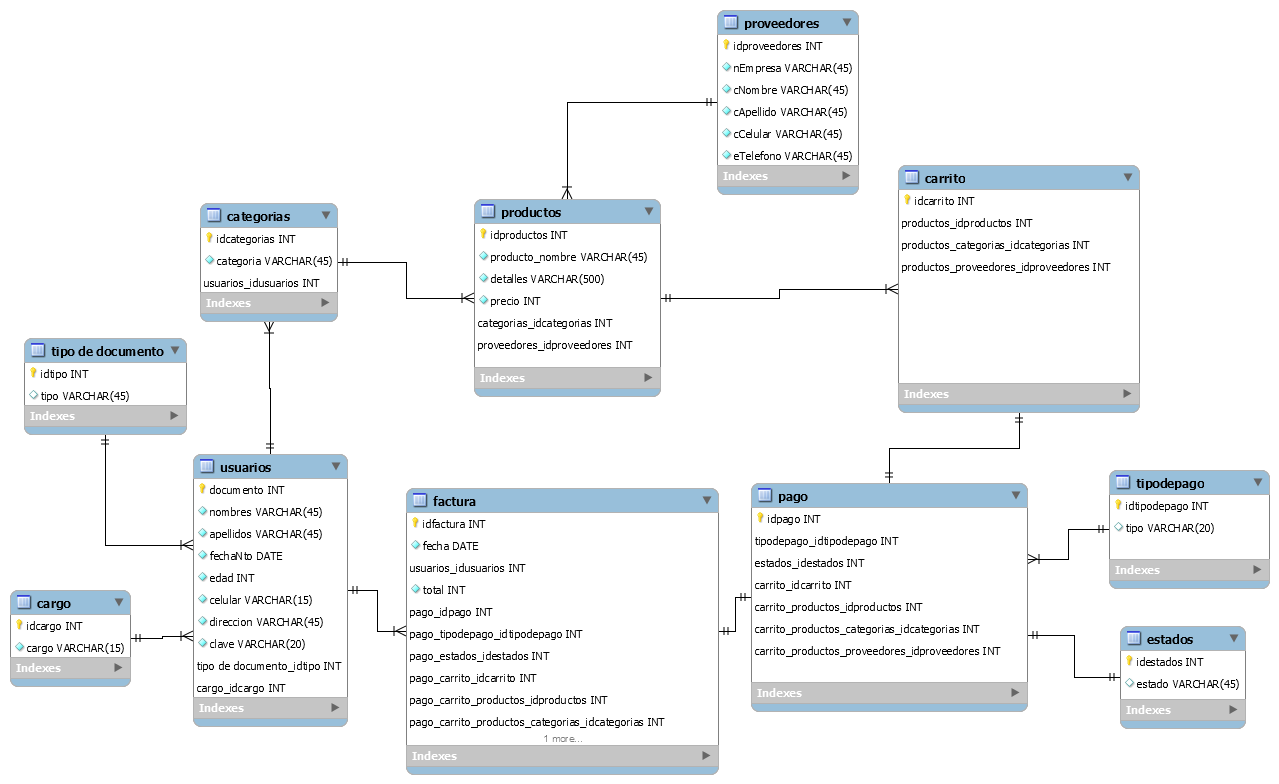 proveedores
idproveedores INT
nEmpresa VARCHAR(45)
cNombre VARCHAR(45)
cApellido VARCHAR(45)
cCelular VARCHAR(45)
eTelefono VARCHAR(45)
Indexes
carrito
idcarrito INT
productos_idproductos INT
productos_categorias_idcategorias INT
productos_proveedores_idproveedores INT
Indexes
categorias
idcategorias INT
categoria VARCHAR(45)
usuarios_idusuarios INT
Indexes
productos
idproductos INT
producto_nombre VARCHAR(45)
detalles VARCHAR(500)
precio INT
categorias_idcategorias INT
proveedores_idproveedores INT
Indexes
tipo de documento
idtipo INT
tipo VARCHAR(45)
Indexes
usuarios
documento INT
nombres VARCHAR(45)
apellidos VARCHAR(45)
fechaNto DATE
edad INT
celular VARCHAR(15)
direccion VARCHAR(45)
clave VARCHAR(20)
tipo de documento_idtipo INT
cargo_idcargo INT
Indexes
cargo
idcargo INT
cargo VARCHAR(15)
Indexes
factura
idfactura INT
fecha DATE
usuarios_idusuarios INT
total INT
pago_idpago INT
pago_tipodepago_idtipodepago INT
pago_estados_idestados INT
pago_carrito_idcarrito INT
pago_carrito_productos_idproductos INT
pago_carrito_productos_categorias_idcategorias INT
1 more...
Indexes
pago
idpago INT
tipodepago_idtipodepago INT
estados_idestados INT
carrito_idcarrito INT
carrito_productos_idproductos INT
carrito_productos_categorias_idcategorias INT
carrito_productos_proveedores_idproveedores INT
Indexes
tipodepago
idtipodepago INT
tipo VARCHAR(20)
Indexes
estados
idestados INT
estado VARCHAR(45)
Indexes